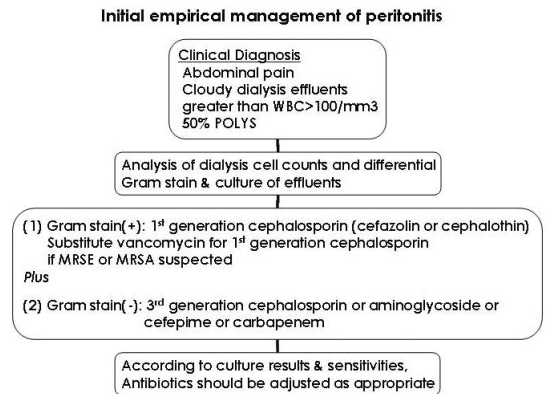 Initial empirical management of peritonitis
Clinical Diagnosis
Abdominal pain
Cloudy dialysis effluents
greater than WBC>100/mm3
50% POLYS
Analysis of dialysis cell counts and differential
Gram stain & culture of effluents
(1) Gram stain(+): 1st generation cephalosporin (cefazolin or cephalothin)
Substitute vancomycin for 1st generation cephalosporin
if MRSE or MRSA suspected
Plus
(2) Gram stain(-): 3rd generation cephalosporin or aminoglycoside or
cefepime or carbapenem
According to culture results & sensitivities,
Antibiotics should be adjusted as appropriate